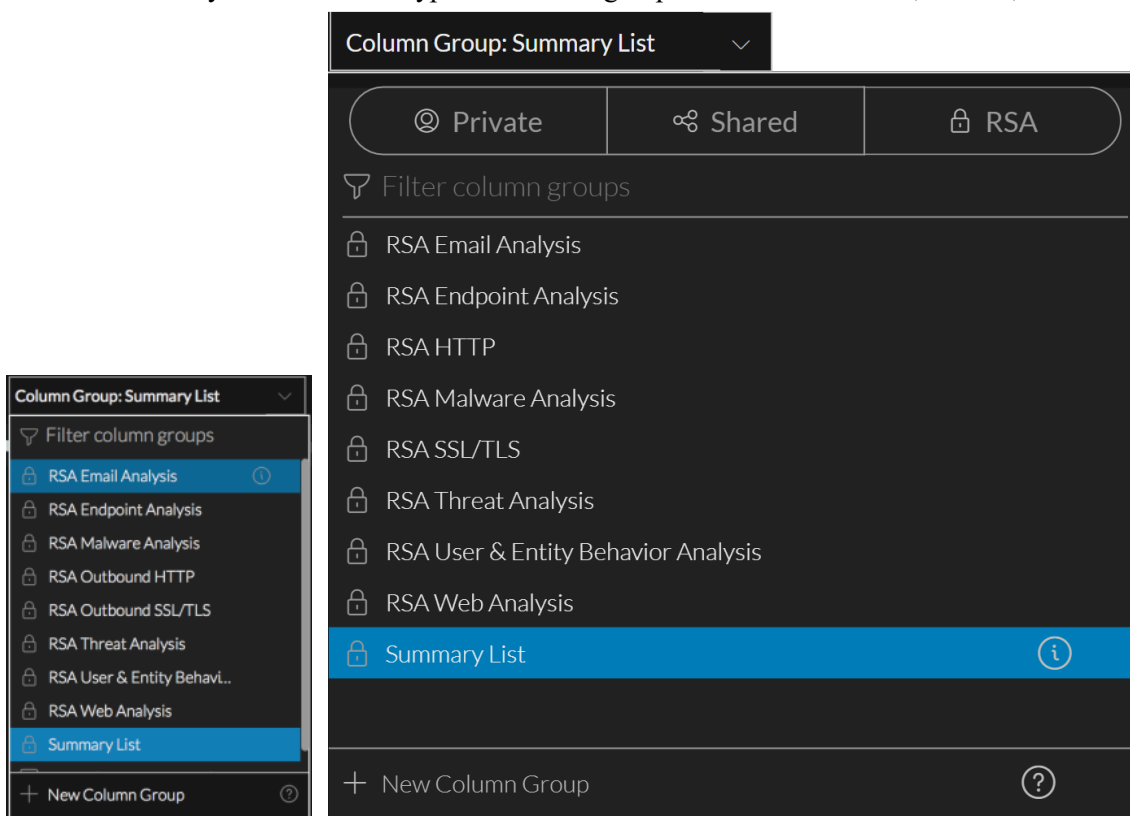 Column Group: Summary List
Private
Shared
RSA
Filter column groups
RSA Email Analysis
RSA Endpoint Analysis
RSA HTTP
RSA Malware Analysis
RSA SSL/TLS
RSA Threat Analysis
RSA User & Entity Behavior Analysis
RSA Web Analysis
Summary List
New Column Group
Column Group: Summary List
Filter column groups
RSA Email Analysis
RSA Endpoint Analysis
RSA Malware Analysis
RSA Outbound HTTP
RSA Outbound SSL/TLS
RSA Threat Analysis
RSA User & Entity Behavi...
RSA Web Analysis
Summary List
New Column Group